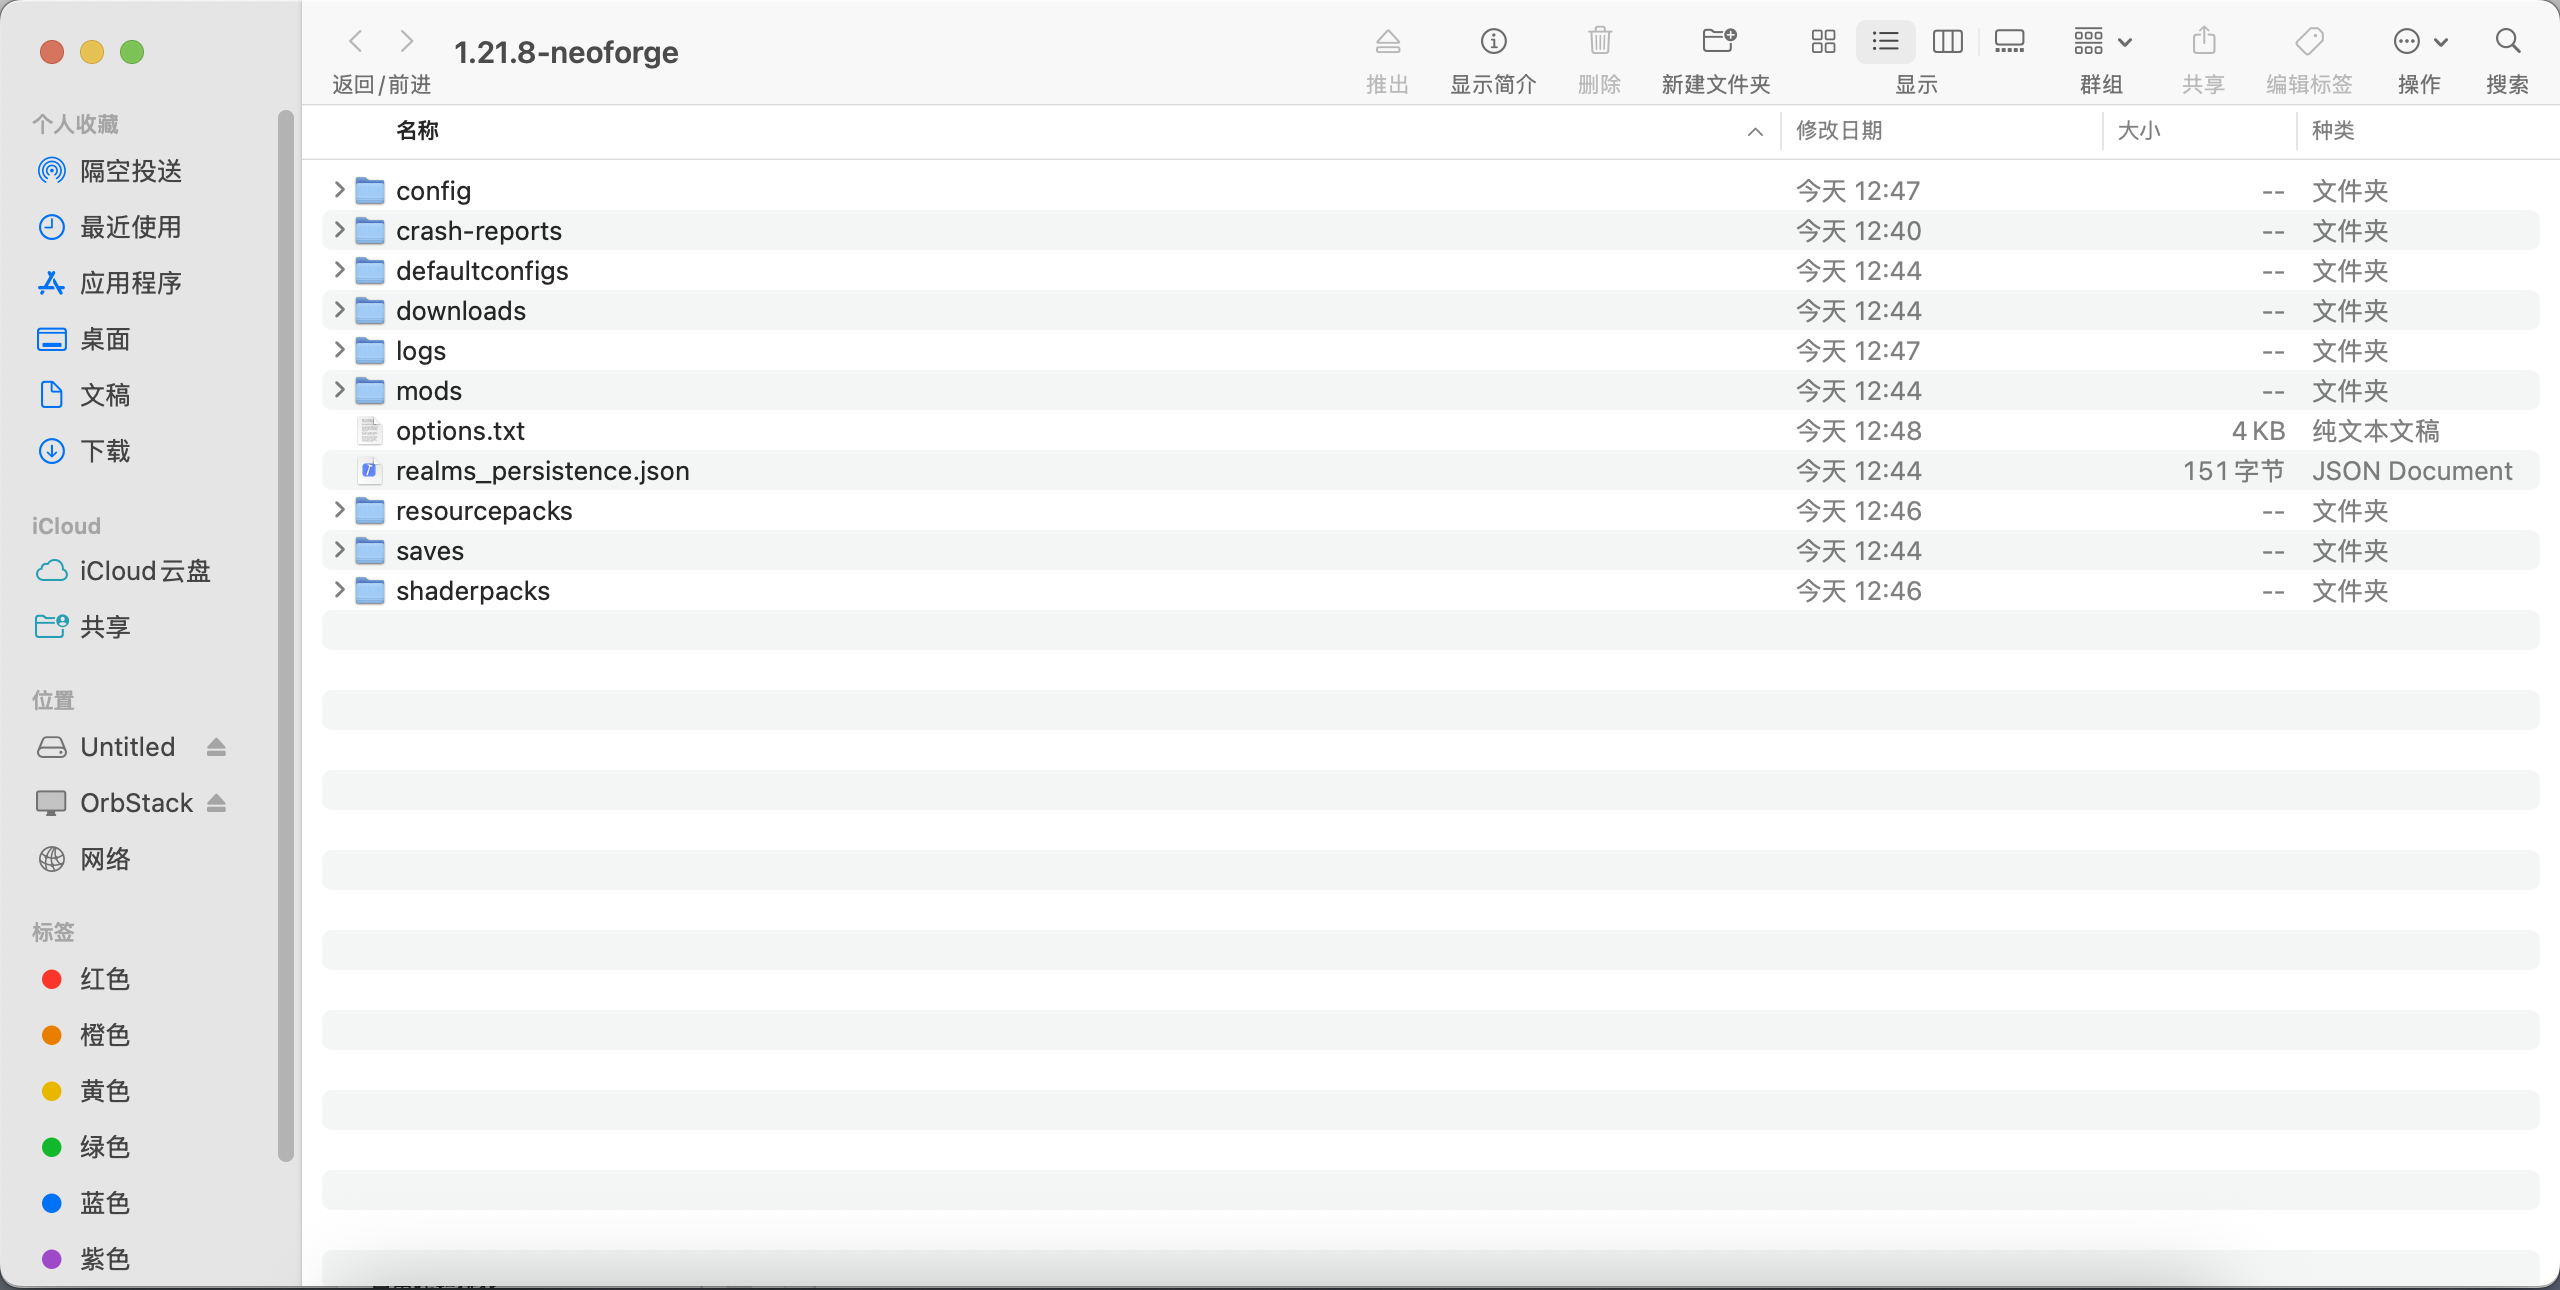 1.21.8-neoforge
返回/前进
推出
显示简介
删除
新建文件夹
显示
群组
共享
编辑标签
操作
搜索
个人收藏
隔空投送
最近使用
应用程序
桌面
文稿
下载
iCloud
iCloud云盘
共享
位置
Untitled
OrbStack
网络
标签
红色
橙色
黄色
绿色
蓝色
紫色
名称 修改日期 大小 种类
config 今天 12:47 -- 文件夹
crash-reports 今天 12:40 -- 文件夹
defaultconfigs 今天 12:44 -- 文件夹
downloads 今天 12:44 -- 文件夹
logs 今天 12:47 -- 文件夹
mods 今天 12:44 -- 文件夹
options.txt 今天 12:48 4 KB 纯文本文稿
realms_persistence.json 今天 12:44 151 字节 JSON Document
resourcepacks 今天 12:46 -- 文件夹
saves 今天 12:44 -- 文件夹
shaderpacks 今天 12:46 -- 文件夹